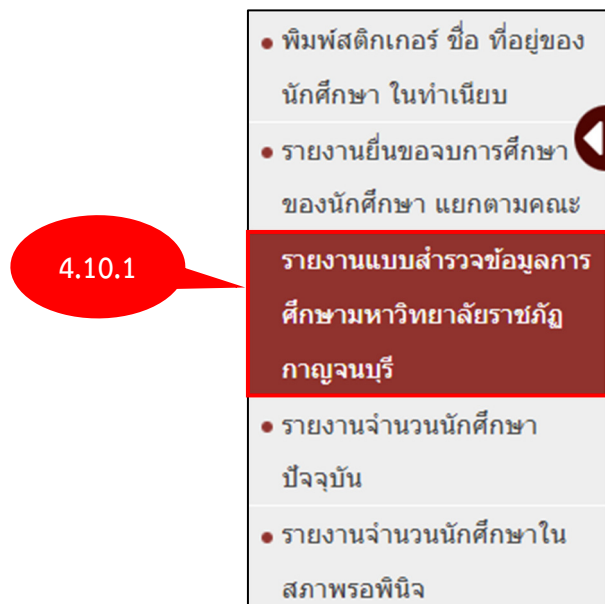 พิมพ์สติกเกอร์ ชื่อ ที่อยู่ของ
นักศึกษา ในทำเนียบ
รายงานยื่นขอจบการศึกษา
ของนักศึกษา แยกตามคณะ
4.10.1
รายงานแบบสำรวจข้อมูลการ
ศึกษามหาวิทยาลัยราชภัฏ
กาญจนบุรี
รายงานจำนวนนักศึกษา
ปัจจุบัน
รายงานจำนวนนักศึกษาใน
สภาพรอพินิจ